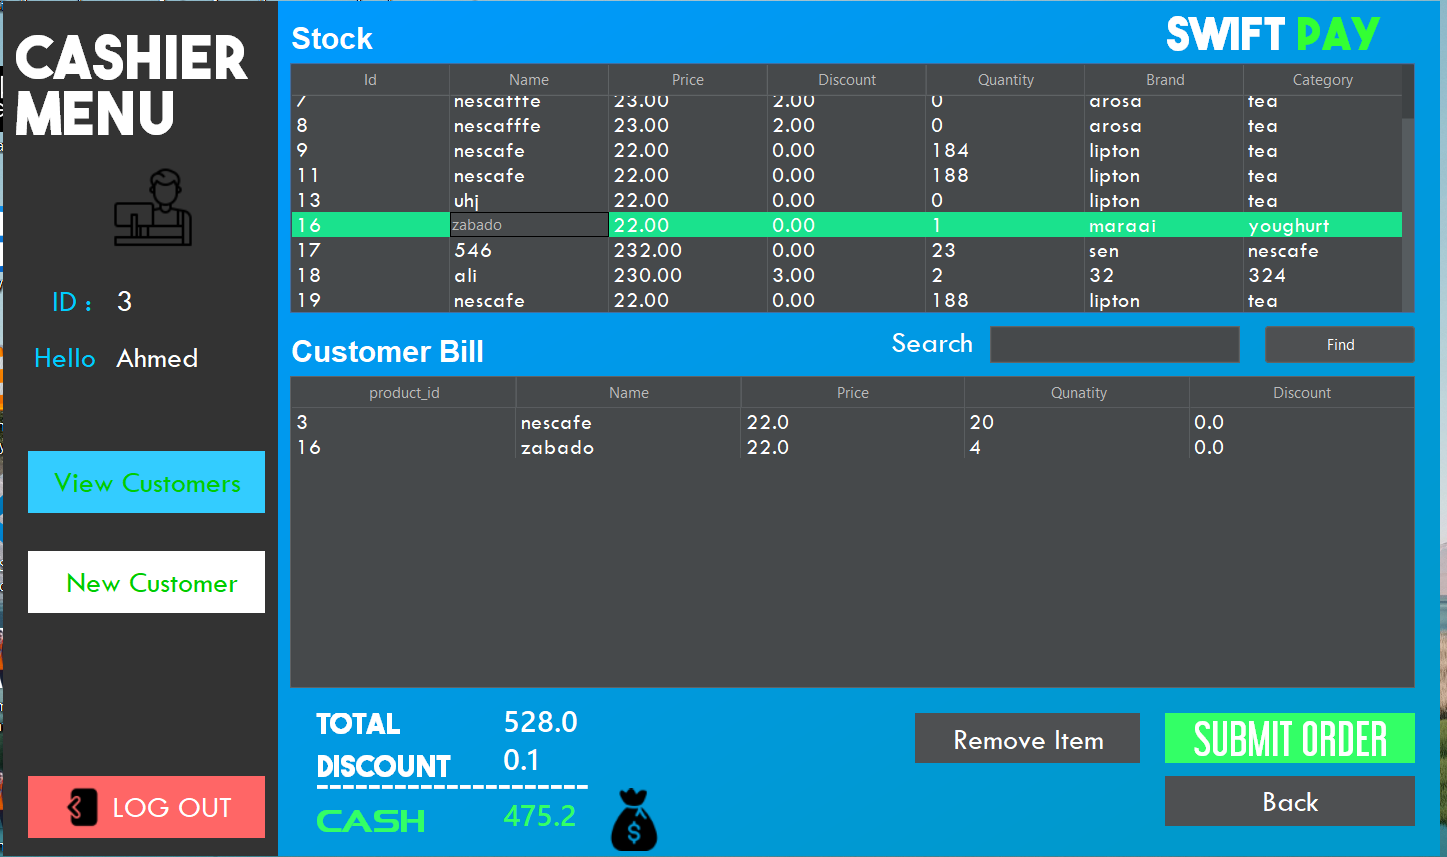 CASHIER
MENU
ID : 3
Hello Ahmed
View Customers
New Customer
LOG OUT
Stock
SWIFT PAY
Id Name Price Discount Quantity Brand Category
7 nescafffe 23.00 2.00 0 arosa tea
8 nescafffe 23.00 2.00 0 arosa tea
9 nescafe 22.00 0.00 184 lipton tea
11 nescafe 22.00 0.00 188 lipton tea
13 uhj 22.00 0.00 0 lipton tea
16 zabado 22.00 0.00 1 maraai youghurt
17 546 232.00 0.00 23 sen nescafe
18 ali 230.00 3.00 2 32 324
19 nescafe 22.00 0.00 188 lipton tea
Search Find
Customer Bill
product_id Name Price Qunatity Discount
3 nescafe 22.0 20 0.0
16 zabado 22.0 4 0.0
TOTAL 528.0
DISCOUNT 0.1
---------------------
CASH 475.2
$
Remove Item
SUBMIT ORDER
Back